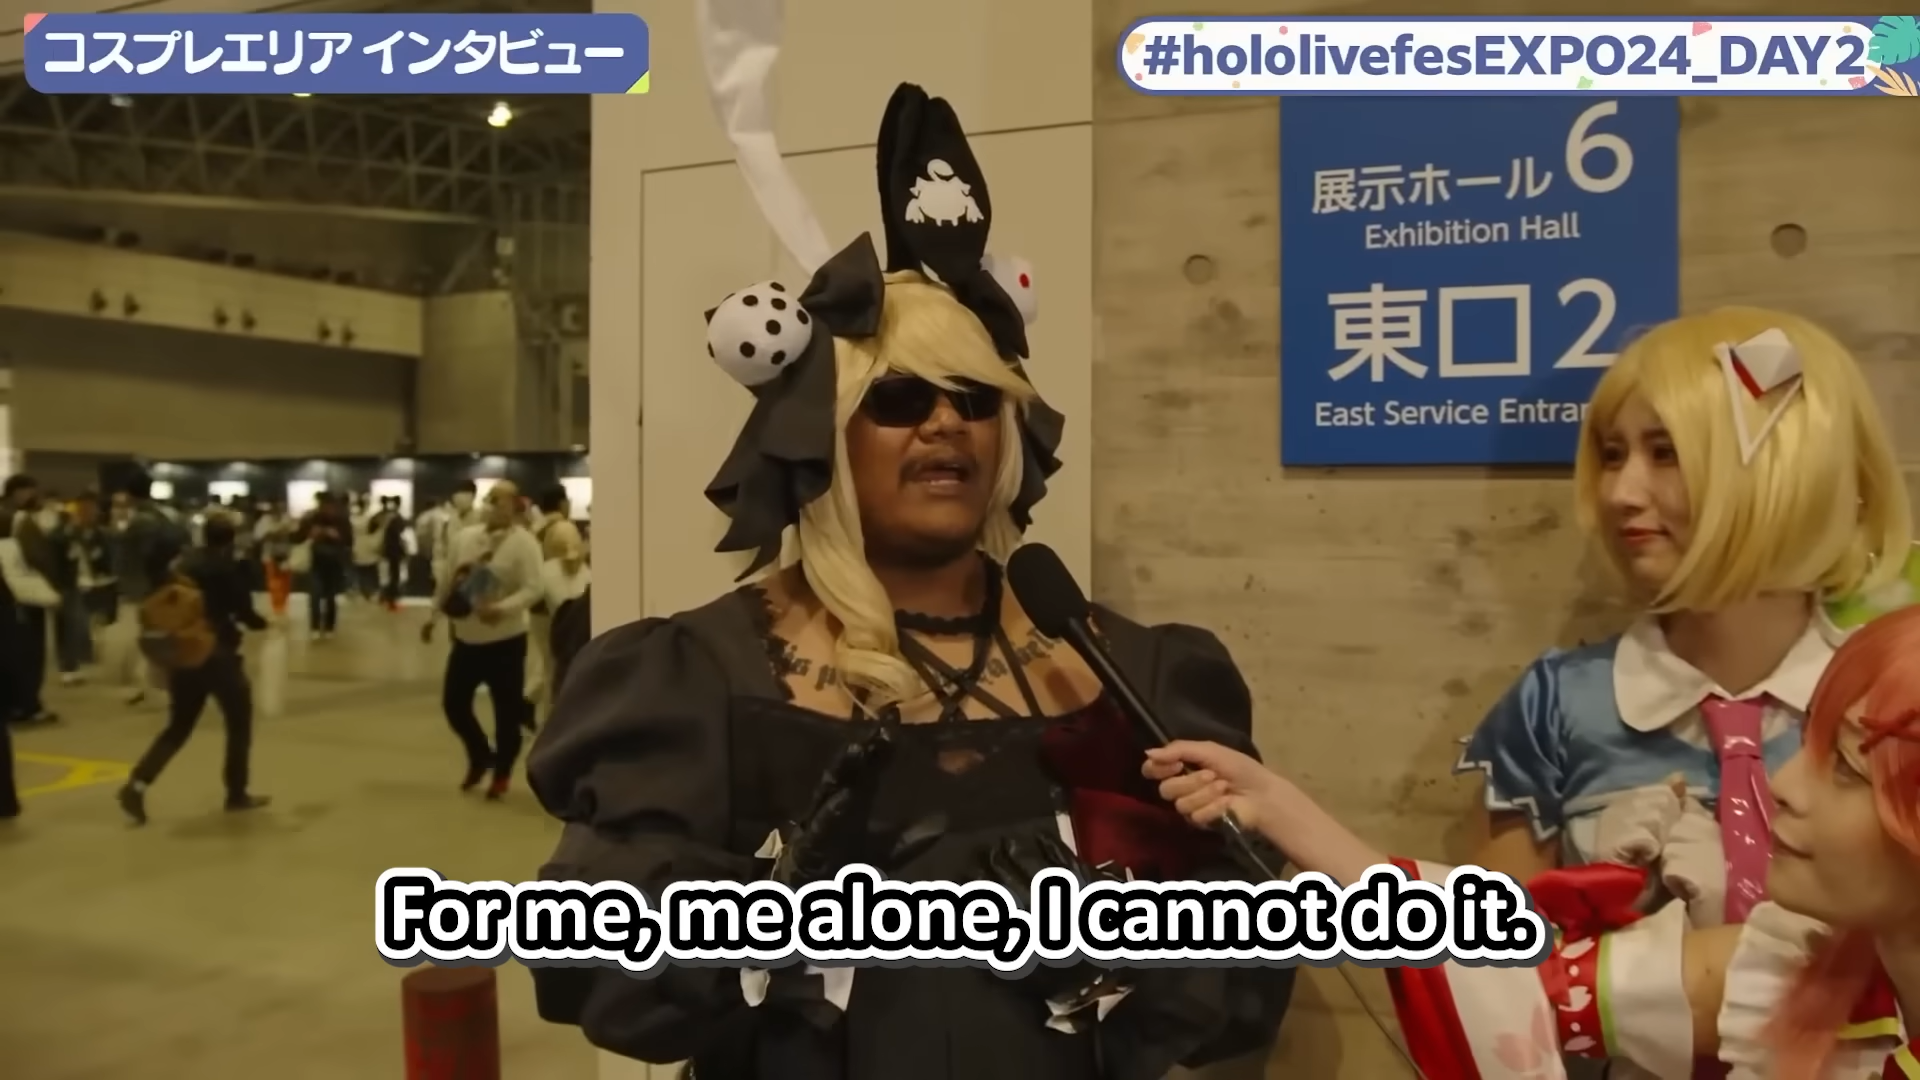 コスプレエリア インタビュー
#hololivefesEXPO24_DAY2
展示ホール6
Exhibition Hall
東口2
East Service Entran
For me, me alone, I cannot do it.